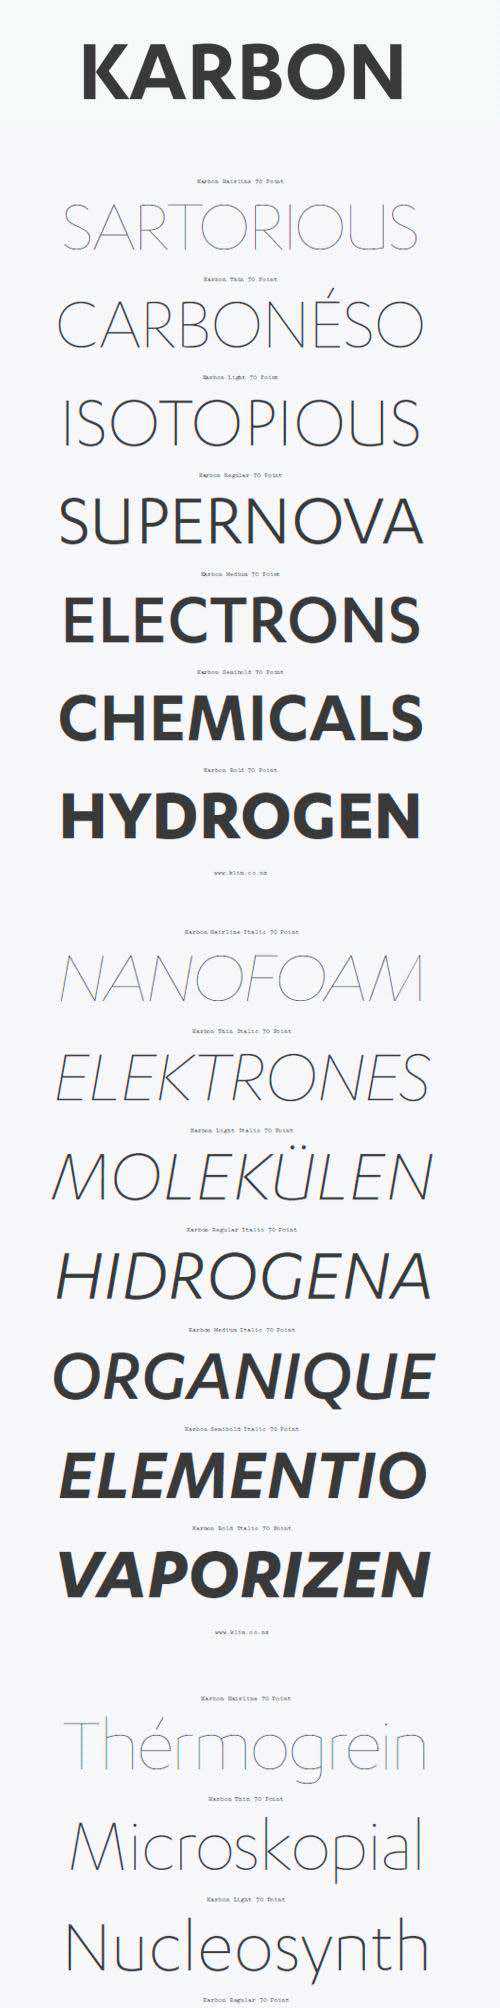 KARBON
Karbon Hairline 70 Point
SARTORIOUS
Karbon Thin 70 Point
CARBONÉSO
Karbon Light 70 Point
ISOTOPIOUS
Karbon Regular 70 Point
SUPERNOVA
Karbon Medium 70 Point
ELECTRONS
Karbon Semibold 70 Point
CHEMICALS
Karbon Bold 70 Point
HYDROGEN
www.klim.co.nz
Karbon Hairline Italic 70 Point
NANOFOAM
Karbon Thin Italic 70 Point
ELEKTRONES
Karbon Light Italic 70 Point
MOLEKÜLEN
Karbon Regular Italic 70 Point
HIDROGENA
Karbon Medium Italic 70 Point
ORGANIQUE
Karbon Semibold Italic 70 Point
ELEMENTIO
Karbon Bold Italic 70 Point
VAPORIZEN
www.klim.co.nz
Karbon Hairline 70 Point
Thérmogrein
Karbon Thin 70 Point
Microskopial
Karbon Light 70 Point
Nucleosynth
Karbon Regular 70 Point